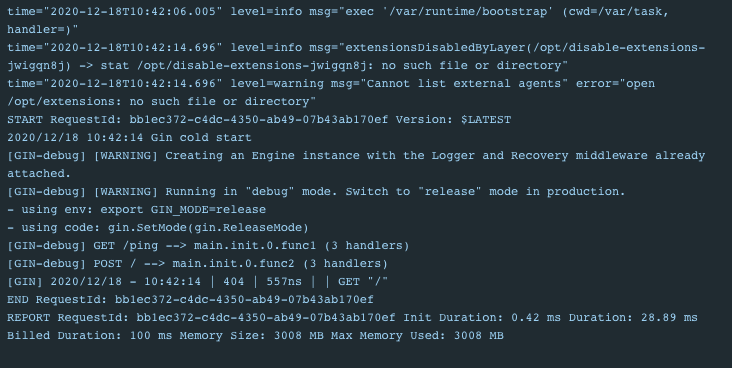 time="2020-12-18T10:42:06.005" level=info msg="exec '/var/runtime/bootstrap' (cwd=/var/task,
handler=)"
time="2020-12-18T10:42:14.696" level=info msg="extensionsDisabledByLayer(/opt/disable-extensions-
jwigqn8j) -> stat /opt/disable-extensions-jwigqn8j: no such file or directory"
time="2020-12-18T10:42:14.696" level=warning msg="Cannot list external agents" error="open
/opt/extensions: no such file or directory"
START RequestId: bb1ec372-c4dc-4350-ab49-07b43ab170ef Version: $LATEST
2020/12/18 10:42:14 Gin cold start
[GIN-debug] [WARNING] Creating an Engine instance with the Logger and Recovery middleware already
attached.
[GIN-debug] [WARNING] Running in "debug" mode. Switch to "release" mode in production.
- using env: export GIN_MODE=release
- using code: gin.SetMode(gin.ReleaseMode)
[GIN-debug] GET /ping --> main.init.0.func1 (3 handlers)
[GIN-debug] POST / --> main.init.0.func2 (3 handlers)
[GIN] 2020/12/18 - 10:42:14 | 404 | 557ns | | GET "/"
END RequestId: bb1ec372-c4dc-4350-ab49-07b43ab170ef
REPORT RequestId: bb1ec372-c4dc-4350-ab49-07b43ab170ef Init Duration: 0.42 ms Duration: 28.89 ms
Billed Duration: 100 ms Memory Size: 3008 MB Max Memory Used: 3008 MB